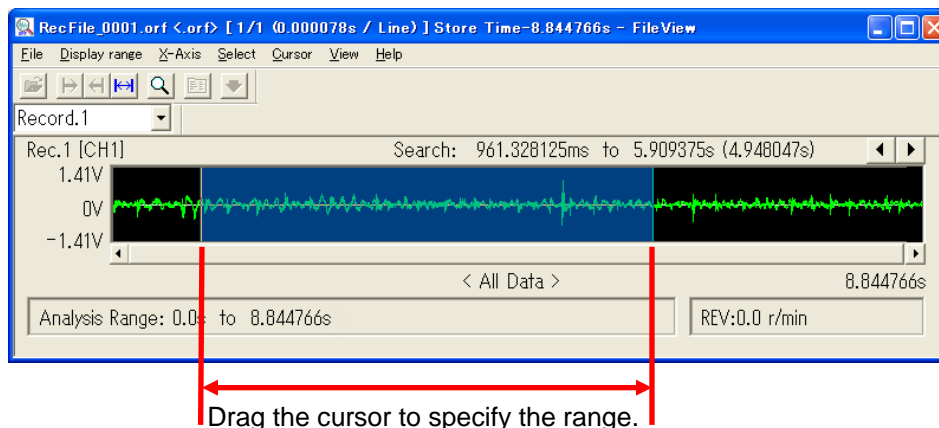 RecFile_0001.orf <.orf> [ 1/1 (0.000078s / Line) ] Store Time-8.844766s - FileView
File Display range X-Axis Select Cursor View Help
Record.1
Rec.1 [CH1] Search: 961.328125ms to 5.909375s (4.948047s)
1.41V
0V
-1.41V
< All Data > 8.844766s
Analysis Range: 0.0s to 8.844766s REV:0.0 r/min
Drag the cursor to specify the range.